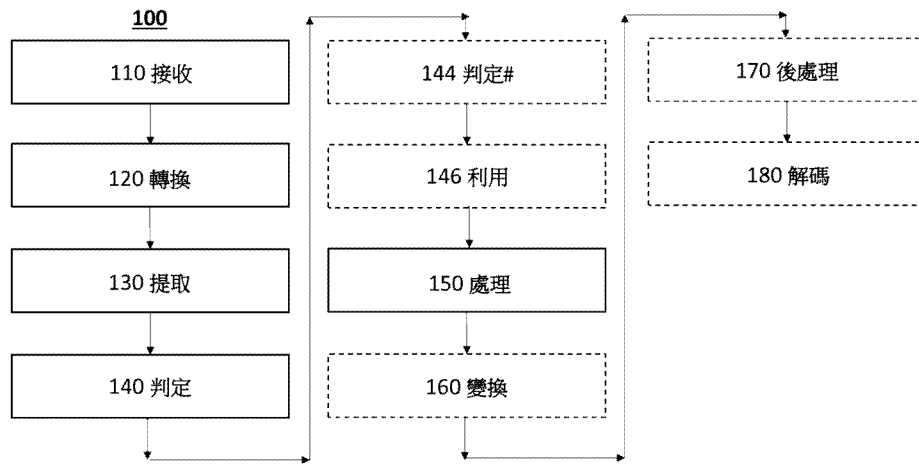 100
110 接收
120 轉換
130 提取
140 判定
144 判定#
146 利用
150 處理
160 變換
170 後處理
180 解碼